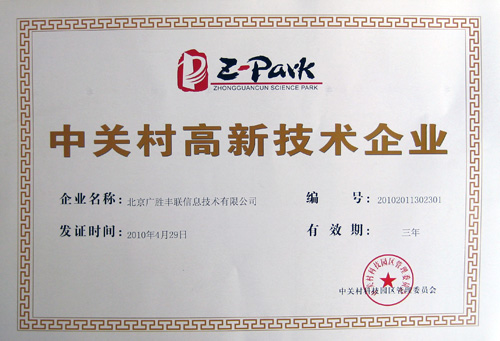 Z-Park
ZHONGGUANCUN SCIENCE PARK
中关村高新技术企业
企业名称: 北京广胜丰联信息技术有限公司
编 号: 20102011302301
发证时间: 2010年4月29日
有 效 期: 三年
中关村科技园区管理委员会